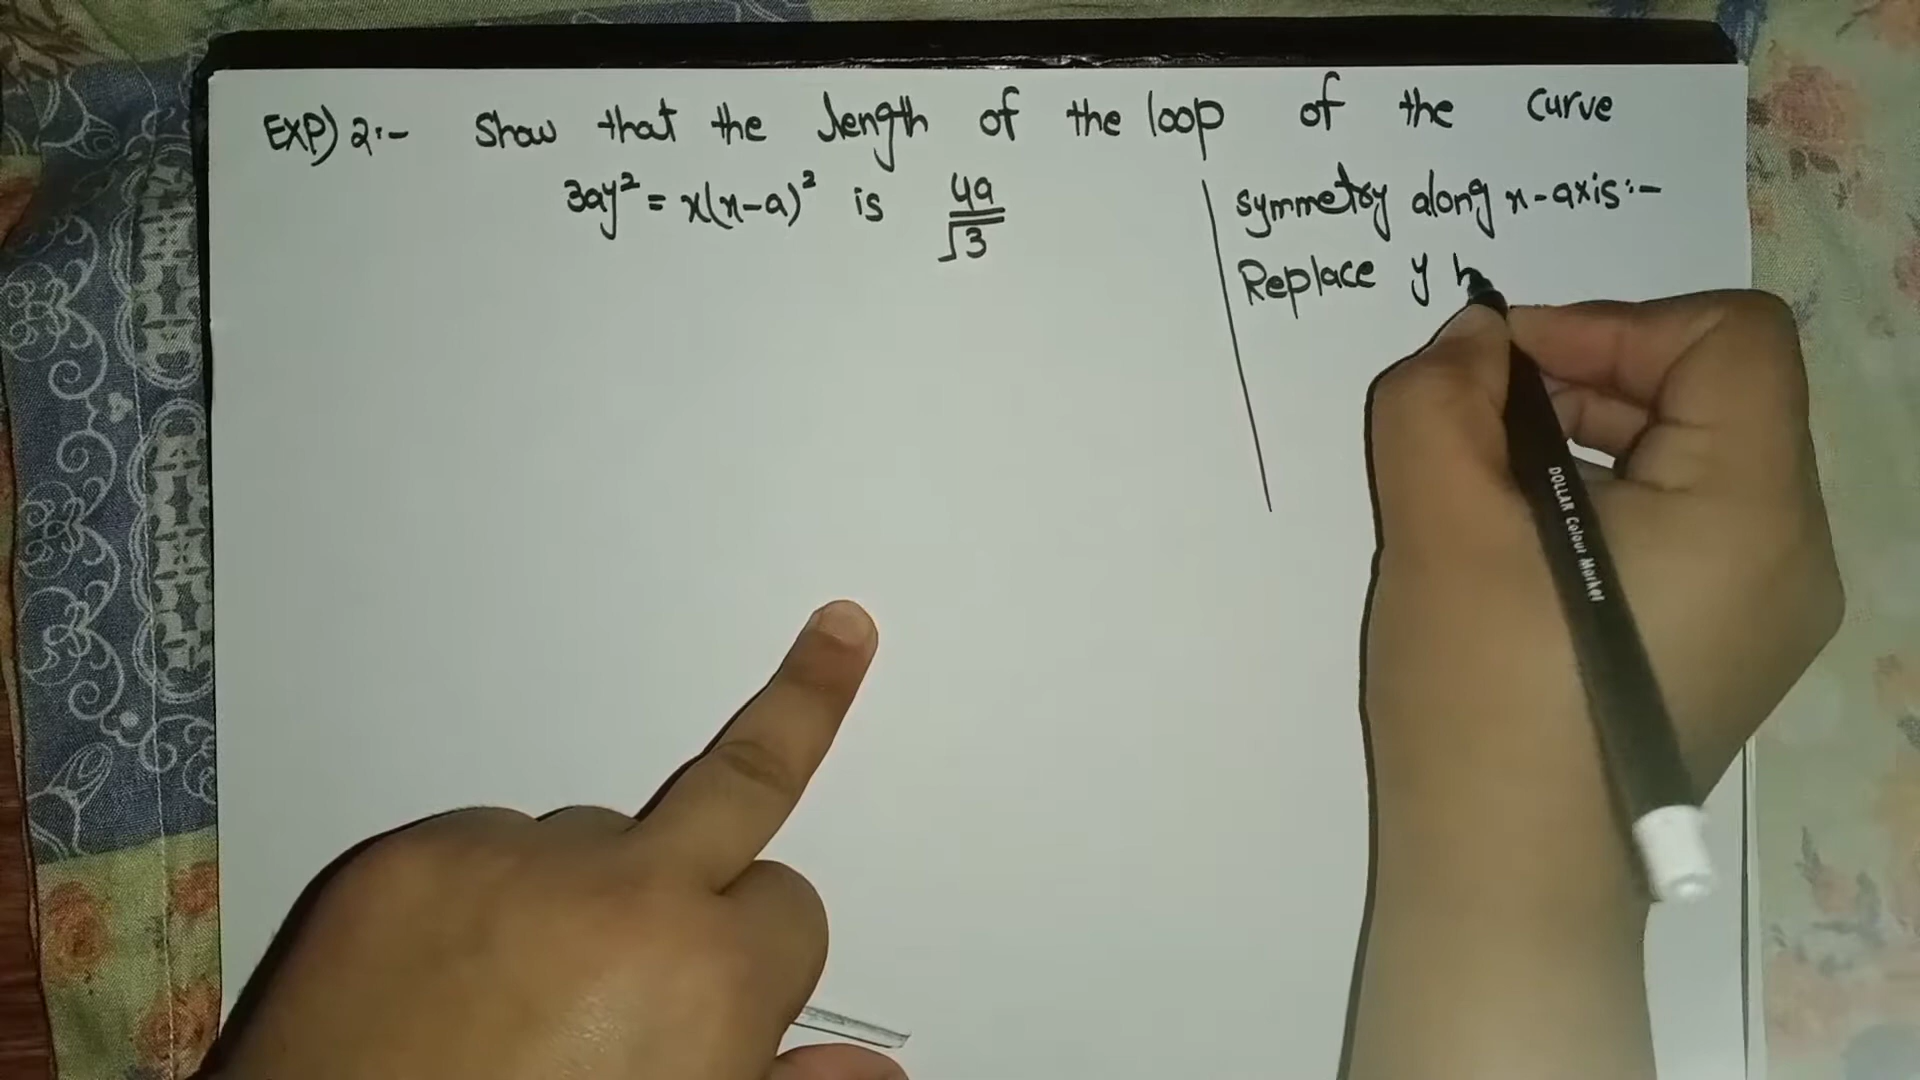 EXP) 2:- Show that the length of the loop of the curve
3ay² = x(x-a)² is 4a/√3
symmetry along x-axis:-
Replace y
DOLLAR Colour Marker